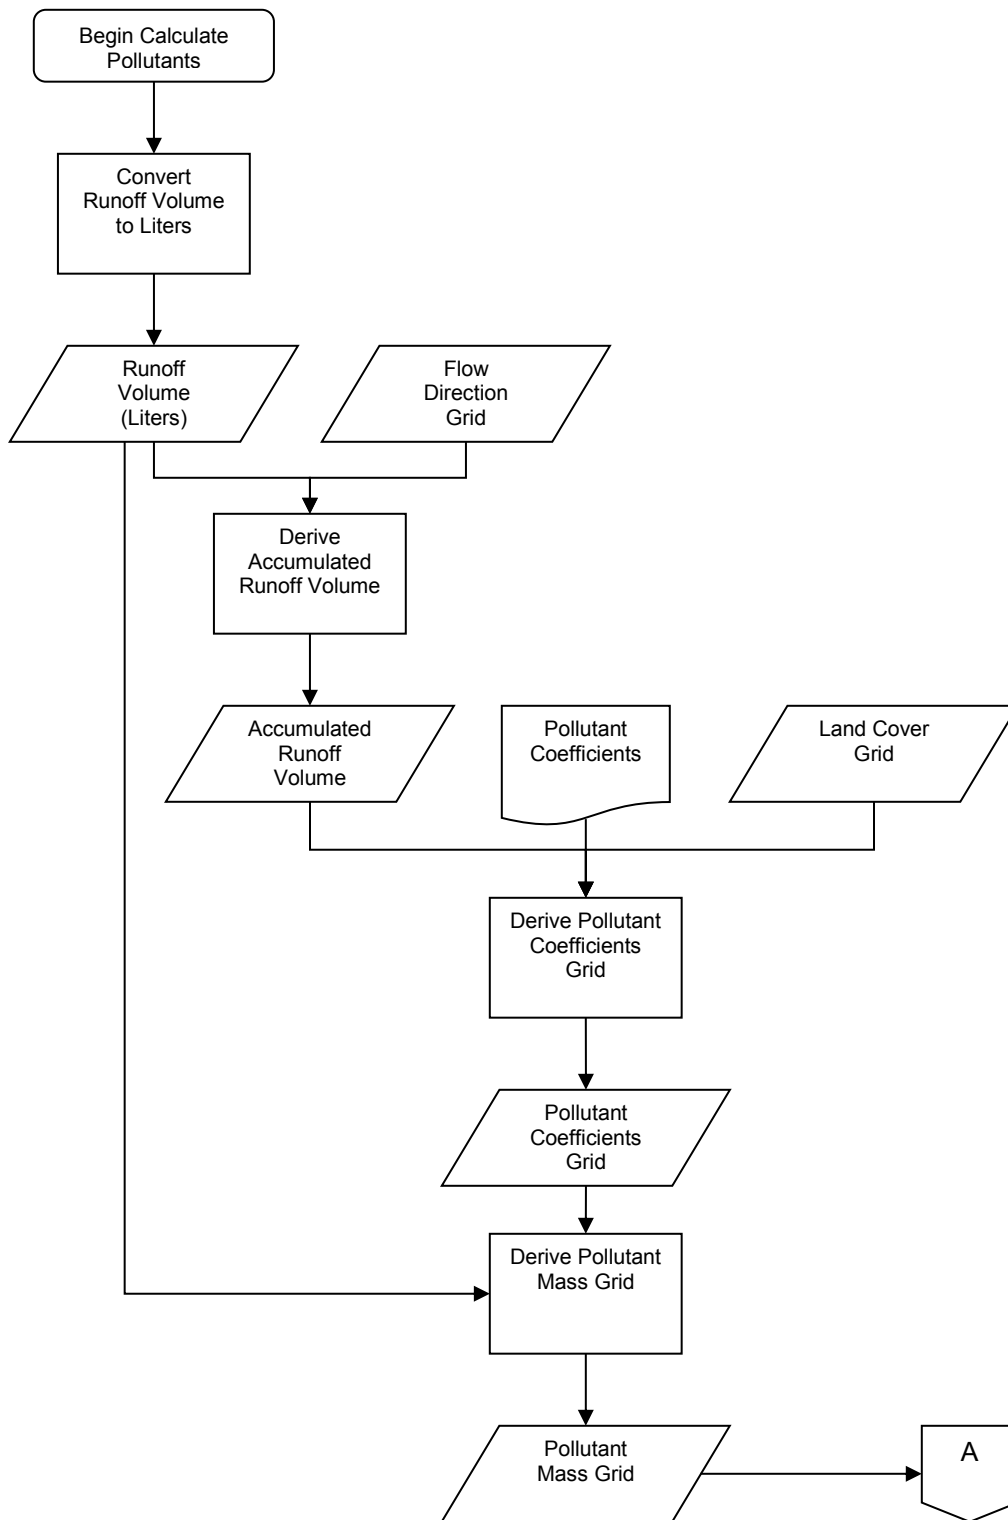 Begin Calculate
Pollutants
Convert
Runoff Volume
to Liters
Runoff
Volume
(Liters)
Flow
Direction
Grid
Derive
Accumulated
Runoff Volume
Accumulated
Runoff
Volume
Pollutant
Coefficients
Land Cover
Grid
Derive Pollutant
Coefficients
Grid
Pollutant
Coefficients
Grid
Derive Pollutant
Mass Grid
Pollutant
Mass Grid
A